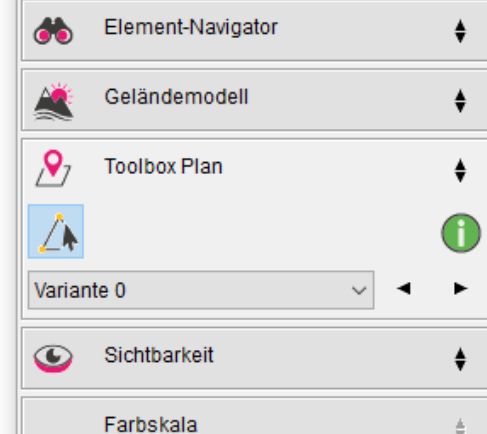 Element-Navigator
Geländemodell
Toolbox Plan
Variante 0
Sichtbarkeit
Farbskala